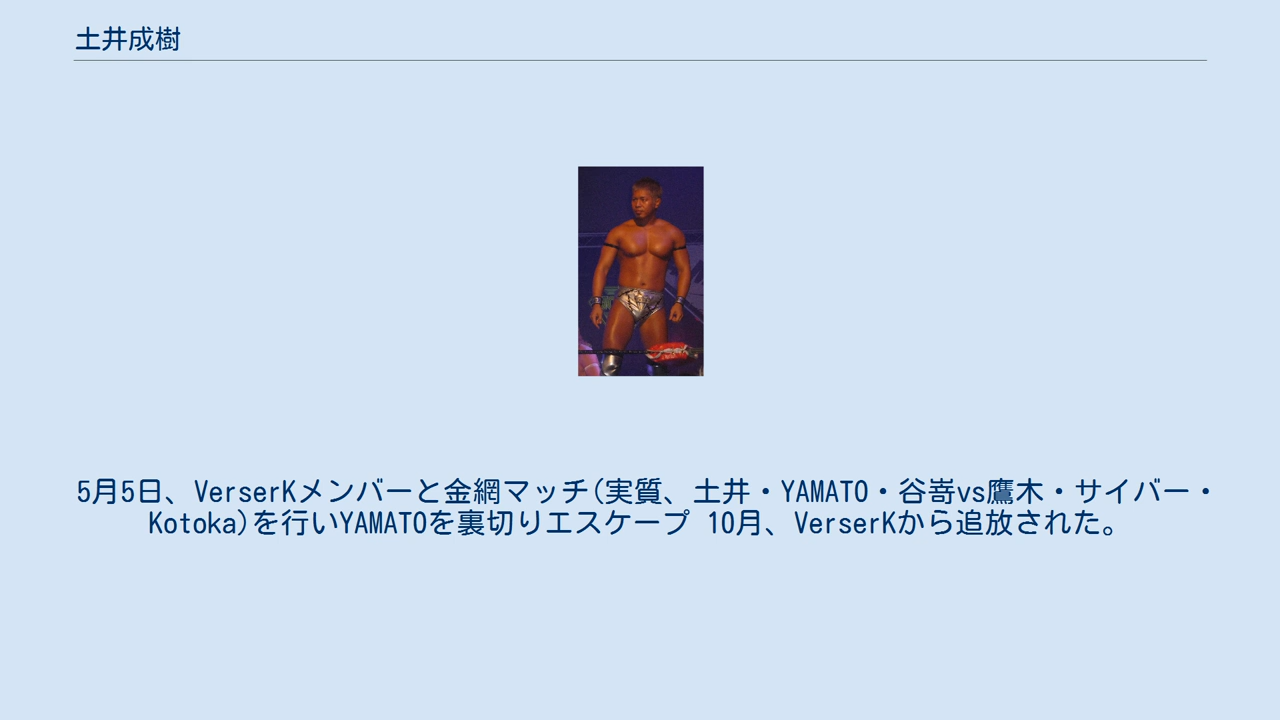 土井成樹
5月5日、VerserKメンバーと金網マッチ(実質、土井・YAMATO・谷嵜vs鷹木・サイバー・
Kotoka)を行いYAMATOを裏切りエスケープ 10月、VerserKから追放された。